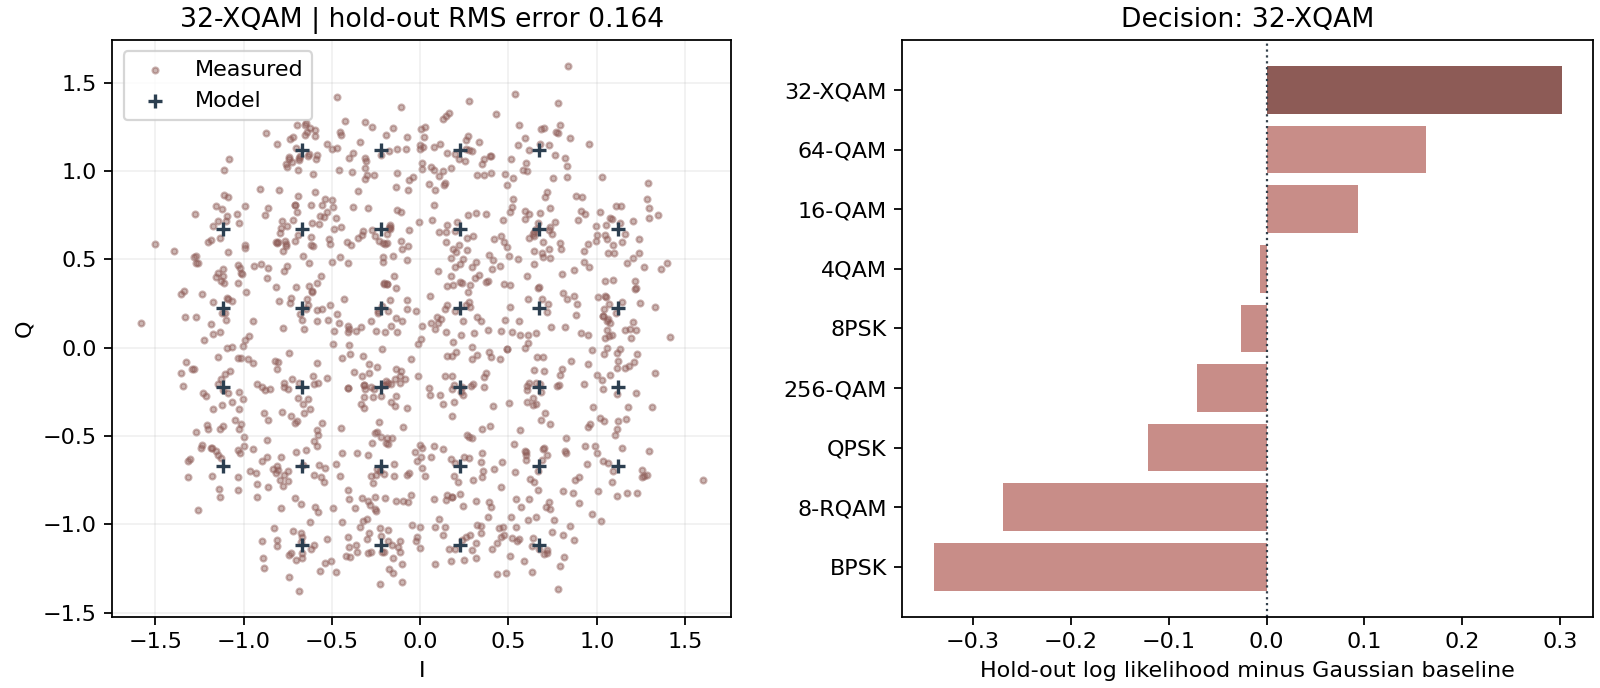 32-XQAM | hold-out RMS error 0.164
Measured
Model
1.5
1.0
0.5
0.0
−0.5
−1.0
−1.5
Q
−1.5
−1.0
−0.5
0.0
0.5
1.0
1.5
I
Decision: 32-XQAM
32-XQAM
64-QAM
16-QAM
4QAM
8PSK
256-QAM
QPSK
8-RQAM
BPSK
−0.3
−0.2
−0.1
0.0
0.1
0.2
0.3
Hold-out log likelihood minus Gaussian baseline